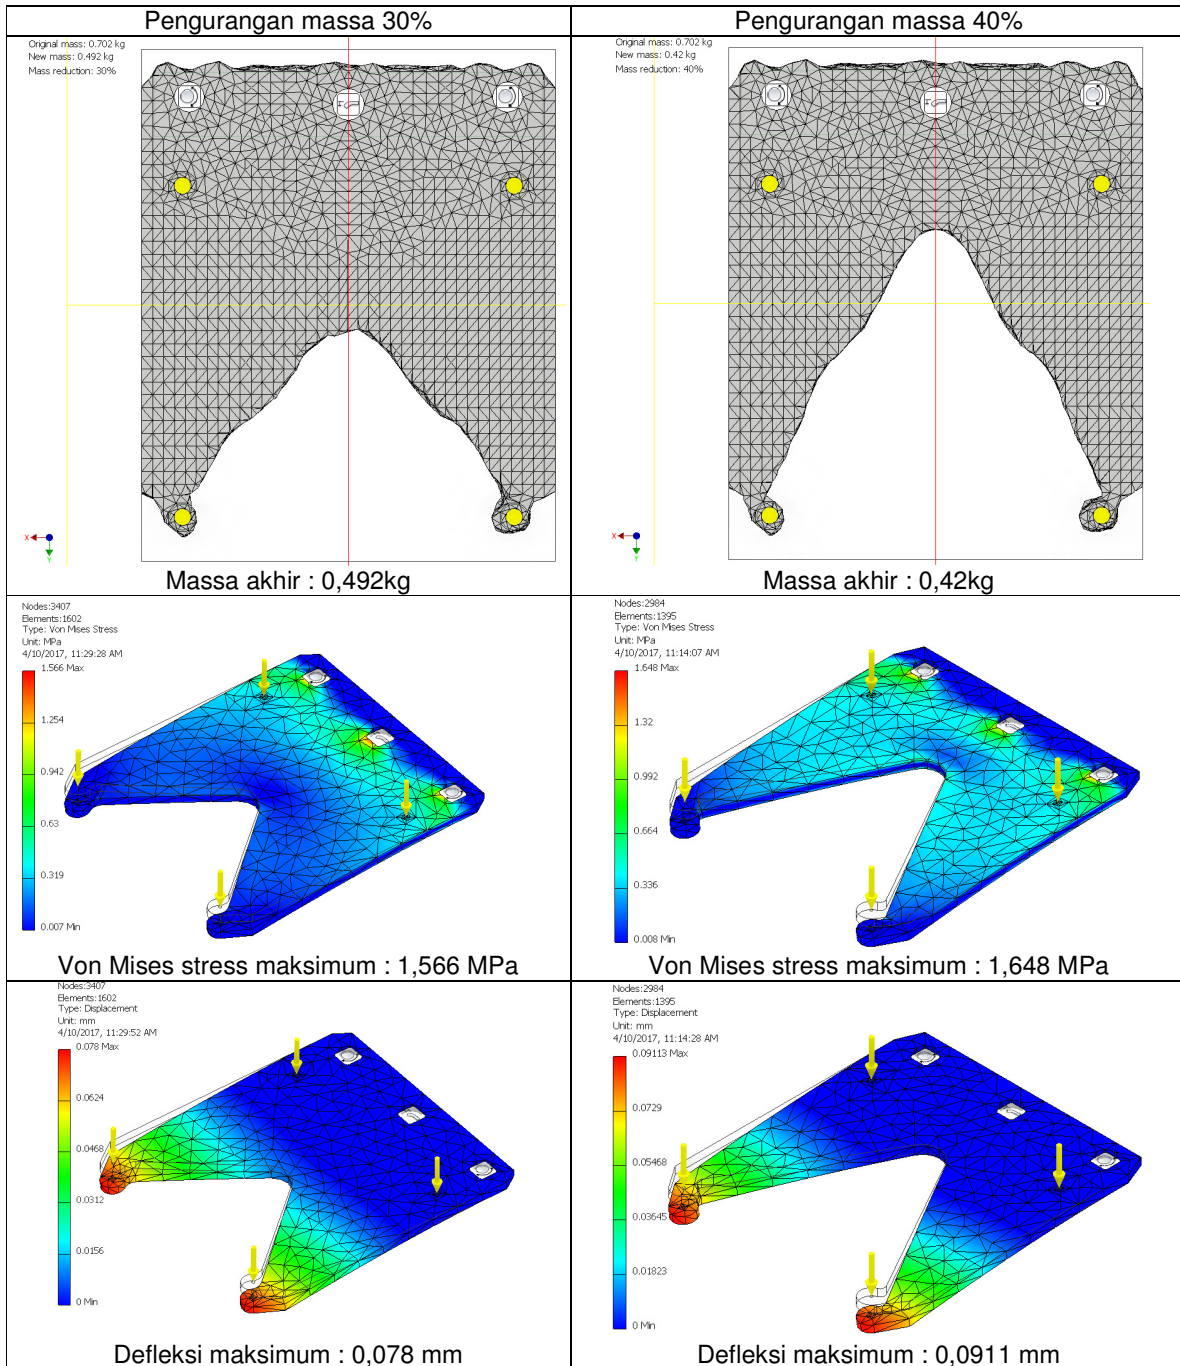 Pengurangan massa 30%
Pengurangan massa 40%
Original mass: 0.702 kg
New mass: 0.492 kg
Mass reduction: 30%
X
Y
Massa akhir : 0,492kg
Original mass: 0.702 kg
New mass: 0.42 kg
Mass reduction: 40%
X
Y
Massa akhir : 0,42kg
Nodes:3407
Elements:1602
Type: Von Mises Stress
Unit: MPa
4/10/2017, 11:29:28 AM
1.566 Max
1.254
0.942
0.63
0.319
0.007 Min
Von Mises stress maksimum : 1,566 MPa
Nodes:2984
Elements:1395
Type: Von Mises Stress
Unit: MPa
4/10/2017, 11:14:07 AM
1.648 Max
1.32
0.992
0.664
0.336
0.008 Min
Von Mises stress maksimum : 1,648 MPa
Nodes:3407
Elements:1602
Type: Displacement
Unit: mm
4/10/2017, 11:29:52 AM
0.078 Max
0.0624
0.0468
0.0312
0.0156
0 Min
Defleksi maksimum : 0,078 mm
Nodes:2984
Elements:1395
Type: Displacement
Unit: mm
4/10/2017, 11:14:28 AM
0.09113 Max
0.0729
0.05468
0.03645
0.01823
0 Min
Defleksi maksimum : 0,0911 mm